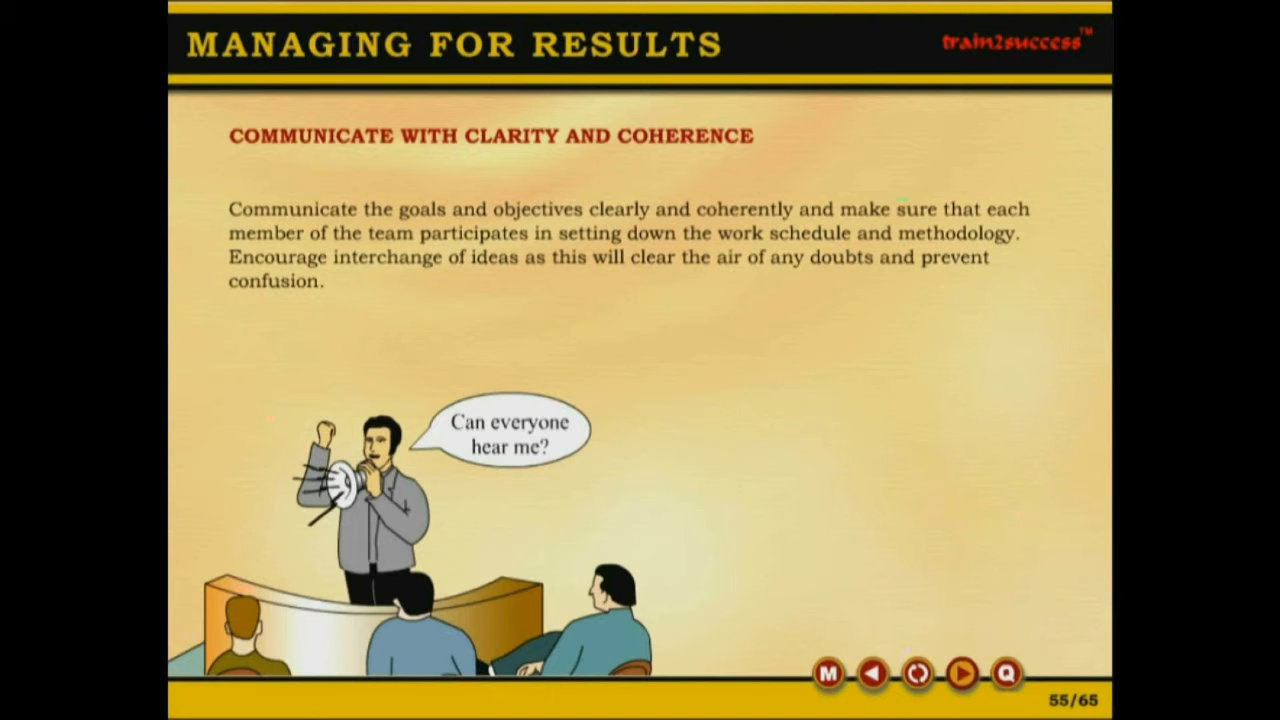 MANAGING FOR RESULTS
train2success™
COMMUNICATE WITH CLARITY AND COHERENCE
Communicate the goals and objectives clearly and coherently and make sure that each
member of the team participates in setting down the work schedule and methodology.
Encourage interchange of ideas as this will clear the air of any doubts and prevent
confusion.
Can everyone
hear me?
M
Q
55/65